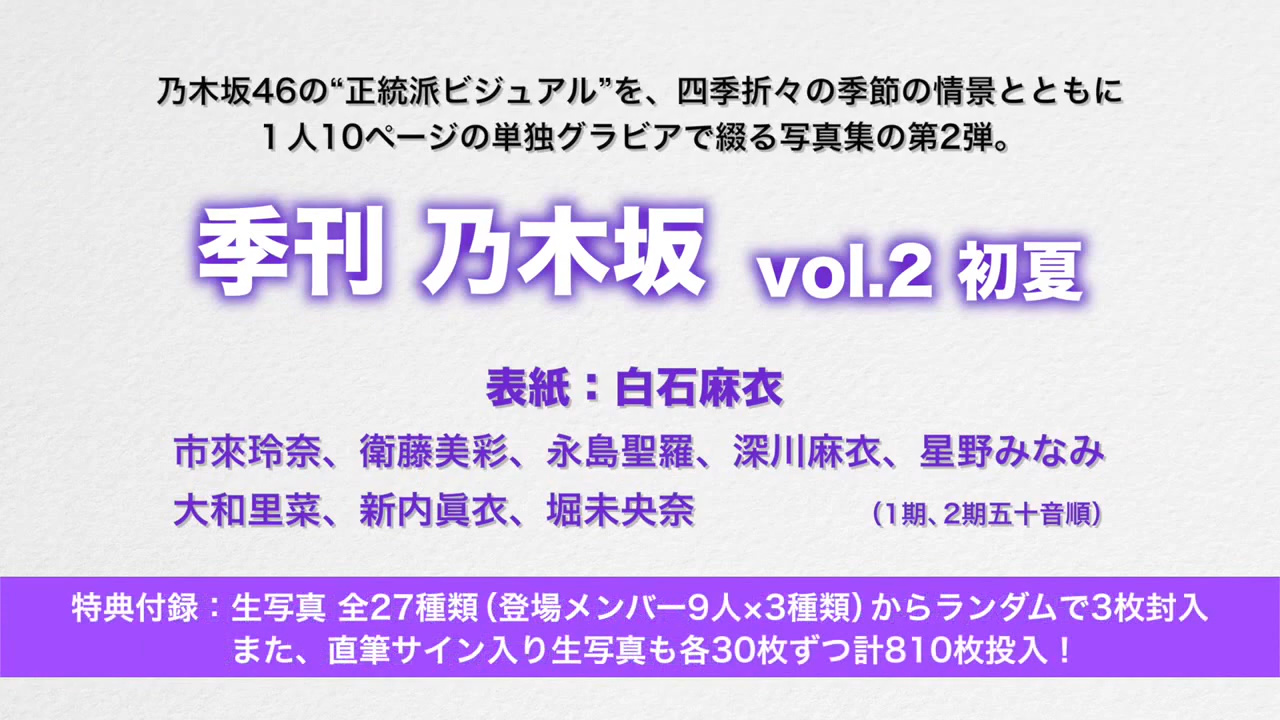 乃木坂46の“正統派ビジュアル”を、四季折々の季節の情景とともに
１人10ページの単独グラビアで綴る写真集の第2弾。
季刊 乃木坂 vol.2 初夏
表紙：白石麻衣
市來玲奈、衛藤美彩、永島聖羅、深川麻衣、星野みなみ
大和里菜、新内眞衣、堀未央奈 （1期、2期五十音順）
特典付録：生写真 全27種類（登場メンバー9人×3種類）からランダムで3枚封入
また、直筆サイン入り生写真も各30枚ずつ計810枚投入！